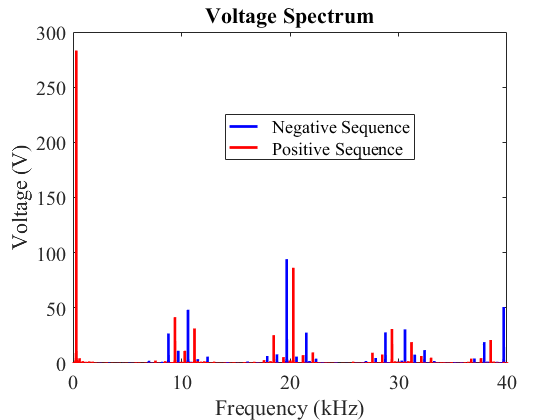 Voltage Spectrum
Voltage (V)
300
250
200
150
100
50
0
Negative Sequence
Positive Sequence
0 10 20 30 40
Frequency (kHz)